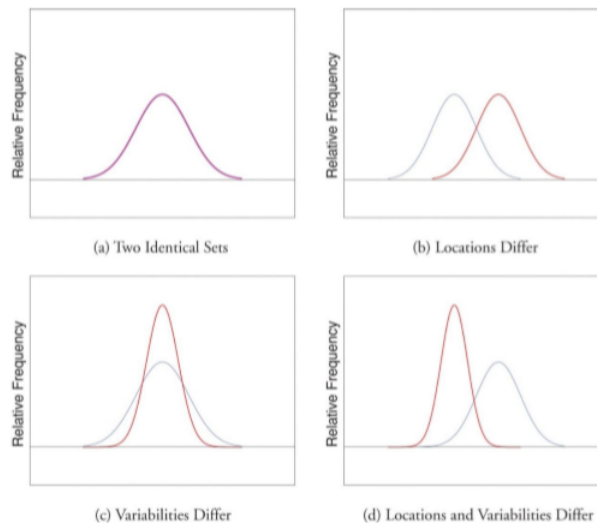 Relative Frequency
(a) Two Identical Sets
Relative Frequency
(b) Locations Differ
Relative Frequency
(c) Variabilities Differ
Relative Frequency
(d) Locations and Variabilities Differ